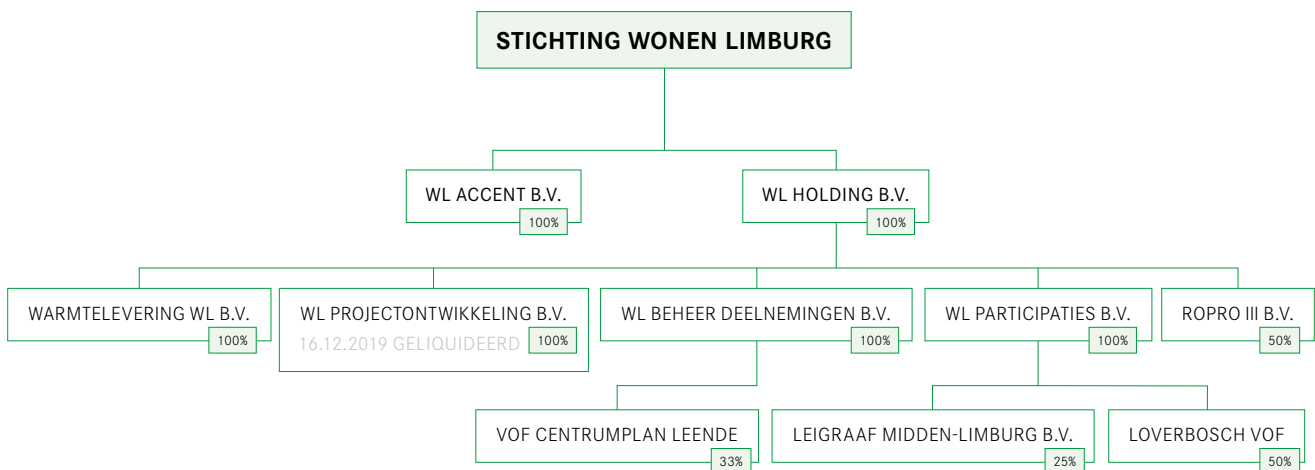 STICHTING WONEN LIMBURG
WL ACCENT B.V.
100%
WL HOLDING B.V.
100%
WARMTELEVERING WL B.V.
100%
WL PROJECTONTWIKKELING B.V.
16.12.2019 GELIQUIDEERD
100%
WL BEHEER DEELNEMINGEN B.V.
100%
WL PARTICIPATIES B.V.
100%
ROPRO III B.V.
50%
VOF CENTRUMPLAN LEENDE
33%
LEIGRAAF MIDDEN-LIMBURG B.V.
25%
LOVERBOSCH VOF
50%